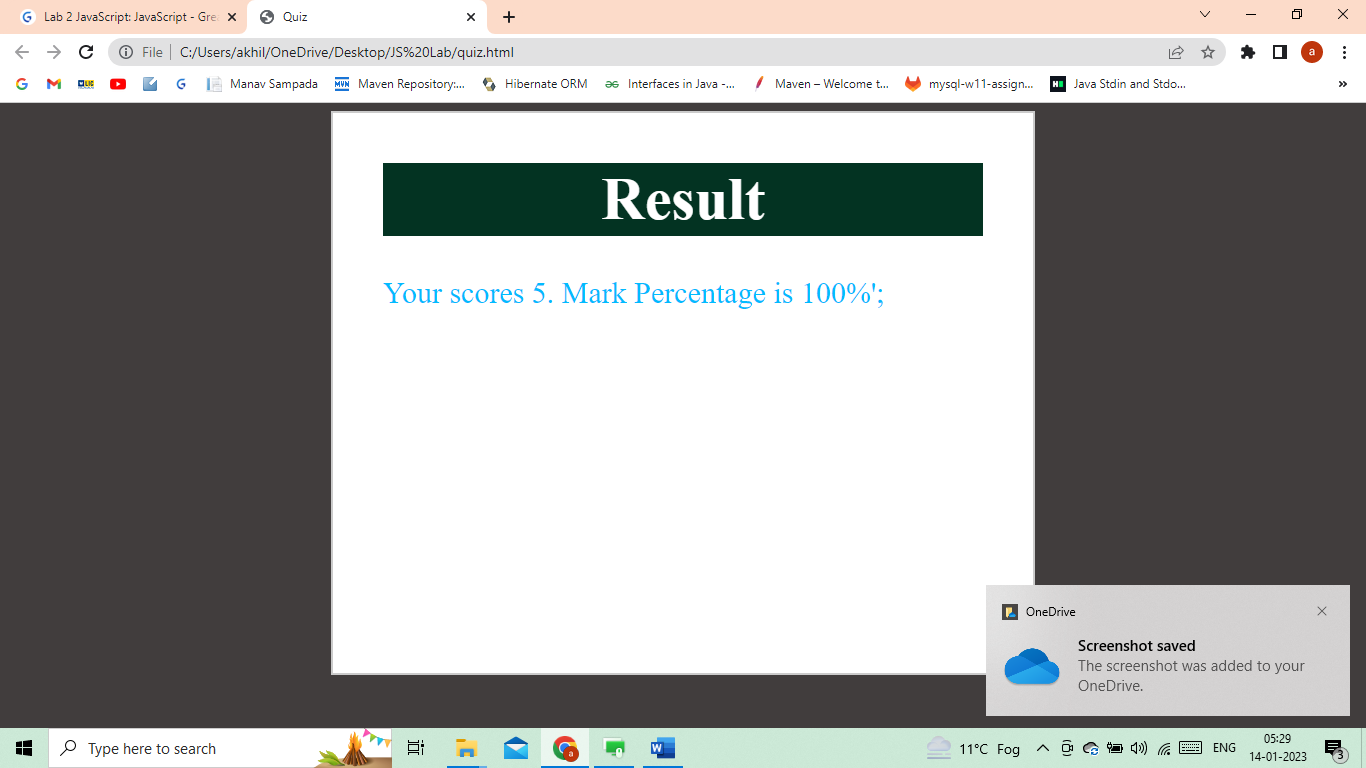 Lab 2 JavaScript: JavaScript - Gre
Quiz
File
C:/Users/akhil/OneDrive/Desktop/JS%20Lab/quiz.html
a
LIC
Manav Sampada
MVN
Maven Repository:...
Hibernate ORM
Interfaces in Java -...
Maven – Welcome t...
mysql-w11-assign...
Java Stdin and Stdo...
»
Result
Your scores 5. Mark Percentage is 100%';
OneDrive
Screenshot saved
The screenshot was added to your
OneDrive.
Type here to search
11°C Fog
ENG
05:29
14-01-2023
3